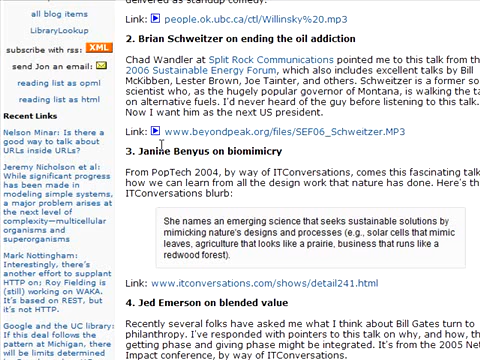 all blog items
LibraryLookup
subscribe with rss: XML
send Jon an email:
reading list as opml
reading list as html
Recent Links
Nelson Minar: Is there a
good way to talk about
URLs inside URLs?
Jeremy Nicholson et al:
While significant
progress has been
made in
modeling simple
systems, a major
problem arises at
the next level of
complexity—multicellular
organisms and
superorganisms
Mark Nottingham:
Interestingly, there's
another effort to supplant
HTTP on: Roy Fielding is
(still) working on WAKA.
It's based on REST, but
it's not HTTP.
Google and the UC library:
If this deal follows the
pattern at Michigan, there
will be limits determined
Link: people.ok.ubc.ca/ctl/Willinsky%20.mp3
2. Brian Schweitzer on ending the oil addiction
Chad Wandler at Split Rock Communications pointed me to this talk from the
2006 Sustainable Energy Forum, which also includes excellent talks by Bill
McKibben, Lester Brown, Joe Tainter, and others. Schweitzer is a former soil
scientist who, as the hugely popular governor of Montana, is walking the ta
on alternative fuels. I'd never heard of the guy before listening to this talk.
Now I want him as the next US president.
Link: www.beyondpeak.org/files/SEF06_Schweitzer.MP3
3. Janine Benyus on biomimicry
From PopTech 2004, by way of ITConversations, comes this fascinating talk
how we can learn from all the design work that nature has done. Here's th
ITConversations blurb:
She names an emerging science that seeks sustainable solutions by
mimicking nature's designs and processes (e.g., solar cells that mimic
leaves, agriculture that looks like a prairie, business that runs like a
redwood forest).
Link: www.itconversations.com/shows/detail241.html
4. Jed Emerson on blended value
Recently several folks have asked me what I think about Bill Gates turn to
philanthropy. I've responded with pointers to this talk on why, and how, th
getting phase and giving phase might be integrated. It's from the 2005 Net
Impact conference, by way of ITConversations.